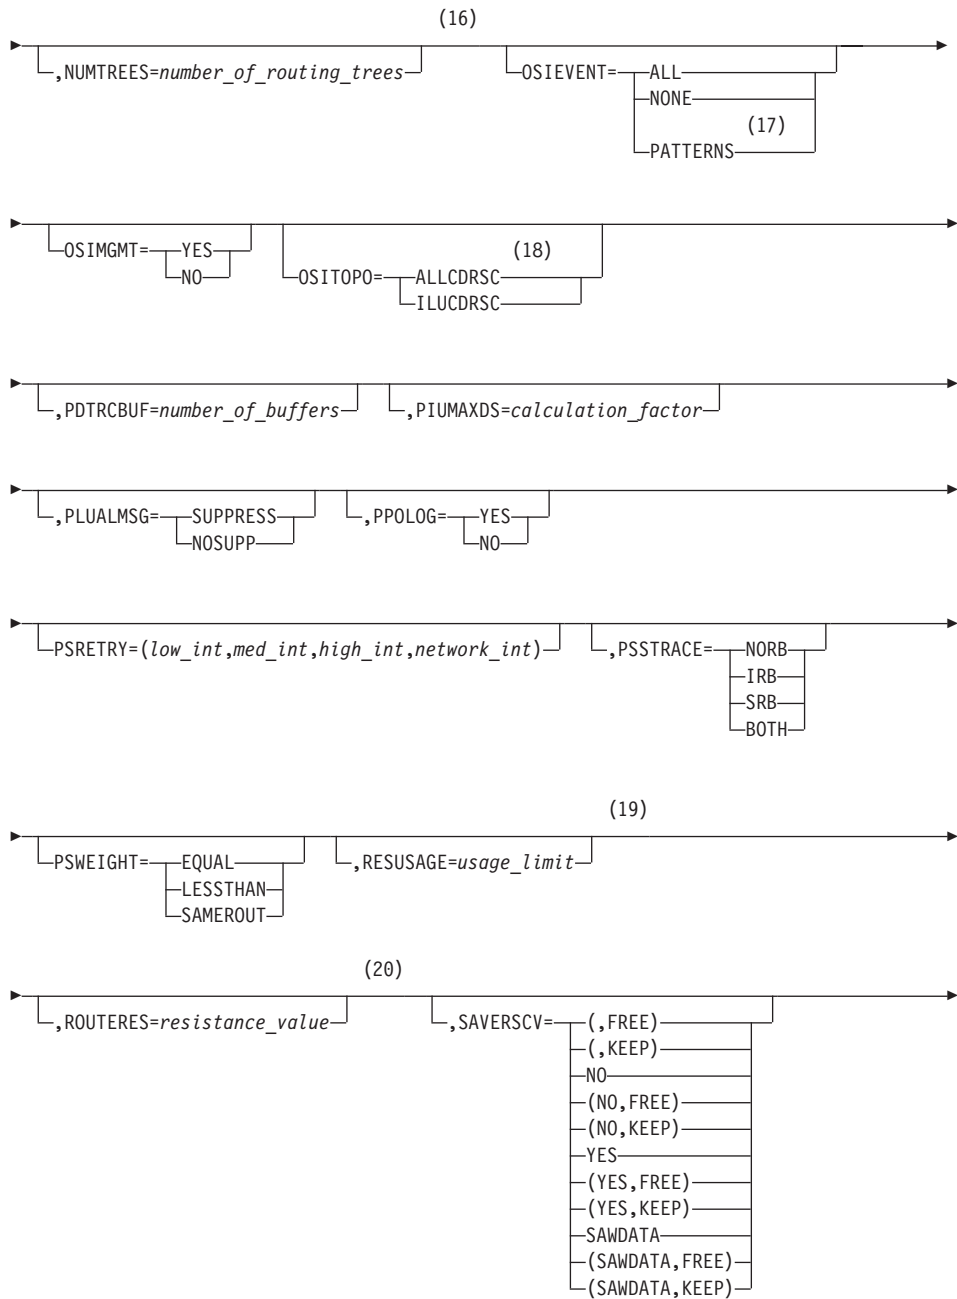 (16)
,NUMTREES=number_of_routing_trees
OSIEVENT= ALL
NONE
(17)
PATTERNS
OSIMGMT= YES
NO
(18)
OSITOPO= ALLCDRSC
ILUCDRSC
,PDTRCBUF=number_of_buffers ,PIUMAXDS=calculation_factor
,PLUALMSG= SUPPRESS
NOSUPP
,PPOLOG= YES
NO
PSRETRY=(low_int,med_int,high_int,network_int)
,PSSTRACE= NORB
IRB
SRB
BOTH
PSWEIGHT= EQUAL
LESSTHAN
SAMEROUT
(19)
,RESUSAGE=usage_limit
(20)
,ROUTERES=resistance_value
,SAVERSCV= (,FREE)
(,KEEP)
NO
(NO,FREE)
(NO,KEEP)
YES
(YES,FREE)
(YES,KEEP)
SAWDATA
(SAWDATA,FREE)
(SAWDATA,KEEP)